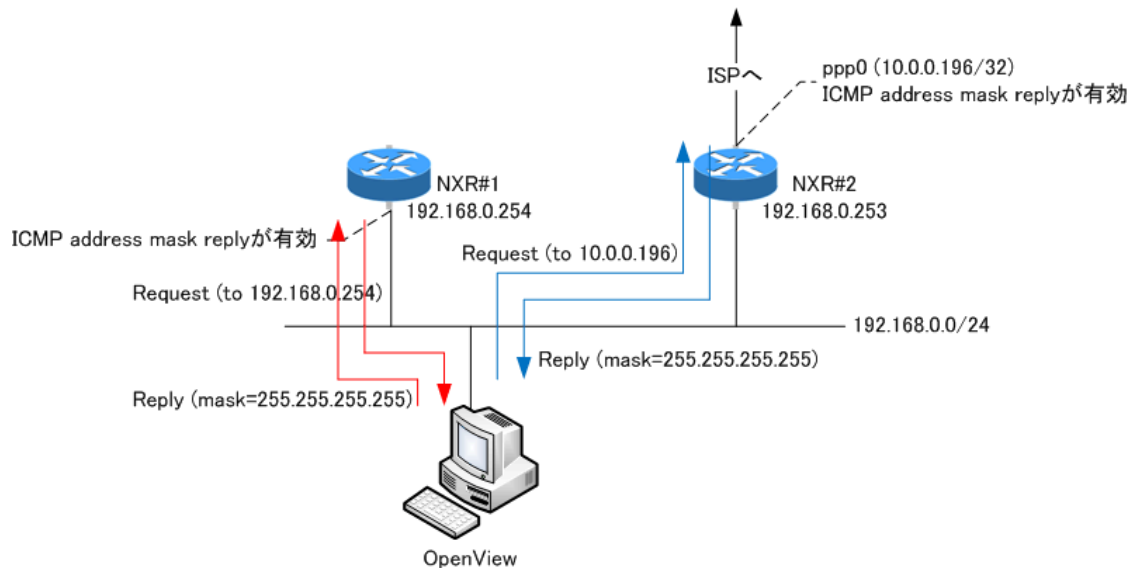 ISPへ
ppp0 (10.0.0.196/32)
ICMP address mask replyが有効
NXR#1
192.168.0.254
NXR#2
192.168.0.253
ICMP address mask replyが有効
Request (to 10.0.0.196)
Request (to 192.168.0.254)
192.168.0.0/24
Reply (mask=255.255.255.255)
Reply (mask=255.255.255.255)
OpenView